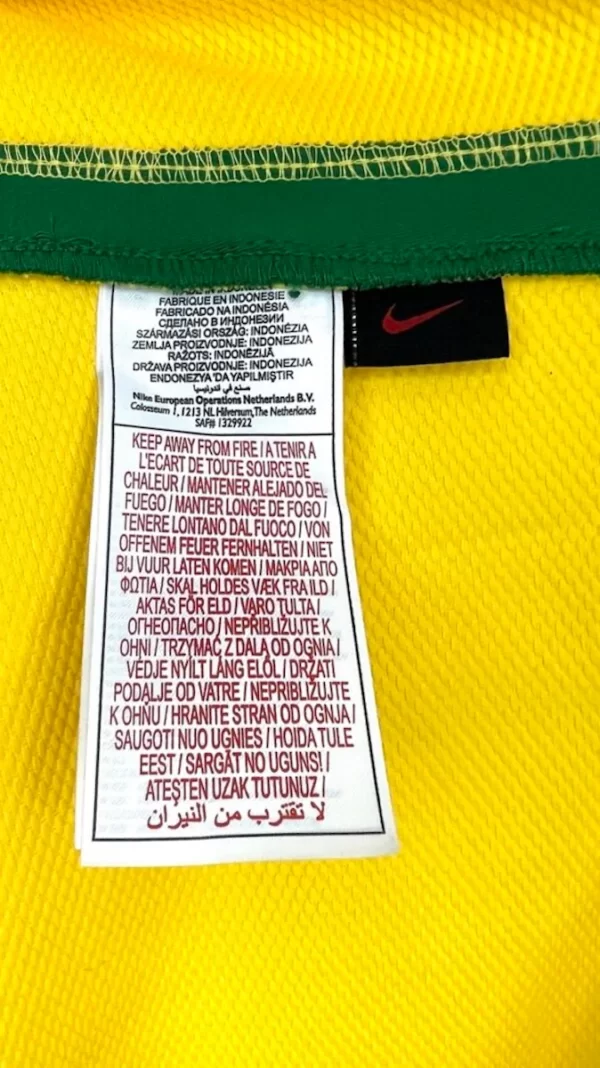 FABRIQUE EN INDONESIE
FABRICADO NA INDONÉSIA
СДЕЛАНО В ИНДОНЕЗИИ
SZÁRMAZÁSI ORSZÁG: INDONÉZIA
ZEMLJA PROIZVODNJE: INDONEZIJA
RAŽOTS: INDONĒZIJĀ
DRŽAVA PROIZVODNJE: INDONEZIJA
ENDONEZYA'DA YAPILMIŞTIR
صنع في
Nike European Operations Netherlands B.V.
Colosseum 1, 1213 NL Hilversum, The Netherlands
SAF# 1329922
KEEP AWAY FROM FIRE / A TENIR A
L'ECART DE TOUTE SOURCE DE
CHALEUR / MANTENER ALEJADO DEL
FUEGO / MANTER LONGE DE FOGO /
TENERE LONTANO DAL FUOCO / VON
OFFENEM FEUER FERNHALTEN / NIET
BIJ VUUR LATEN KOMEN / ΜΑΚΡΙΑ ΑΠΟ
ΦΩΤΙΑ / SKAL HOLDES VÆK FRA ILD /
AKTAS FÖR ELD / VARO TULTA /
ОГНЕОПАСНО / NEPŘIBLIŽUJTE K
OHNI / TRZYMAĆ Z DALA OD OGNIA /
VÉDJE NYÍLT LÁNG ELŐL / DRŽATI
PODALJE OD VATRE / NEPRIBLIŽUJTE
K OHŇU / HRANITE STRAN OD OGNJA /
SAUGOTI NUO UGNIES / HOIDA TULE
EEST / SARGĀT NO UGUNS! /
ATEŞTEN UZAK TUTUNUZ /
لا تقترب من النيران